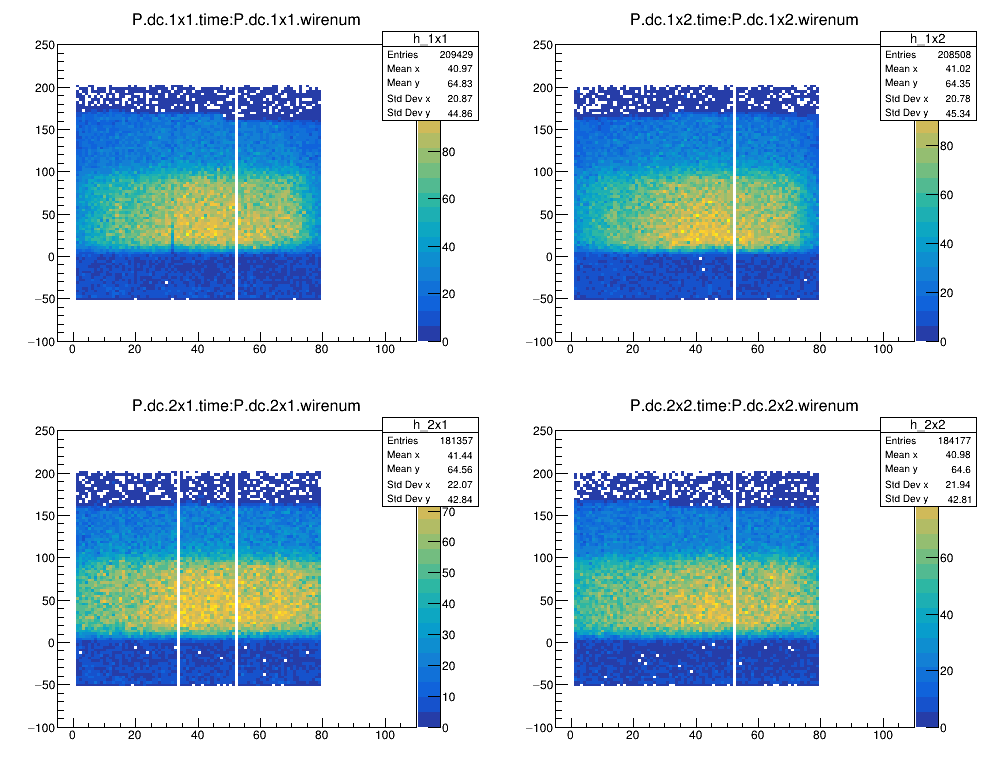 P.dc.1x1.time:P.dc.1x1.wirenum
h_1x1
Entries 209429
Mean x 40.97
Mean y 64.83
Std Dev x 20.87
Std Dev y 44.86
250
200
150
100
50
0
−50
−100
0 20 40 60 80 100
80
60
40
20
0
P.dc.1x2.time:P.dc.1x2.wirenum
h_1x2
Entries 208508
Mean x 41.02
Mean y 64.35
Std Dev x 20.78
Std Dev y 45.34
250
200
150
100
50
0
−50
−100
0 20 40 60 80 100
80
60
40
20
0
P.dc.2x1.time:P.dc.2x1.wirenum
h_2x1
Entries 181357
Mean x 41.44
Mean y 64.56
Std Dev x 22.07
Std Dev y 42.84
250
200
150
100
50
0
−50
−100
0 20 40 60 80 100
70
60
50
40
30
20
10
0
P.dc.2x2.time:P.dc.2x2.wirenum
h_2x2
Entries 184177
Mean x 40.98
Mean y 64.6
Std Dev x 21.94
Std Dev y 42.81
250
200
150
100
50
0
−50
−100
0 20 40 60 80 100
60
40
20
0